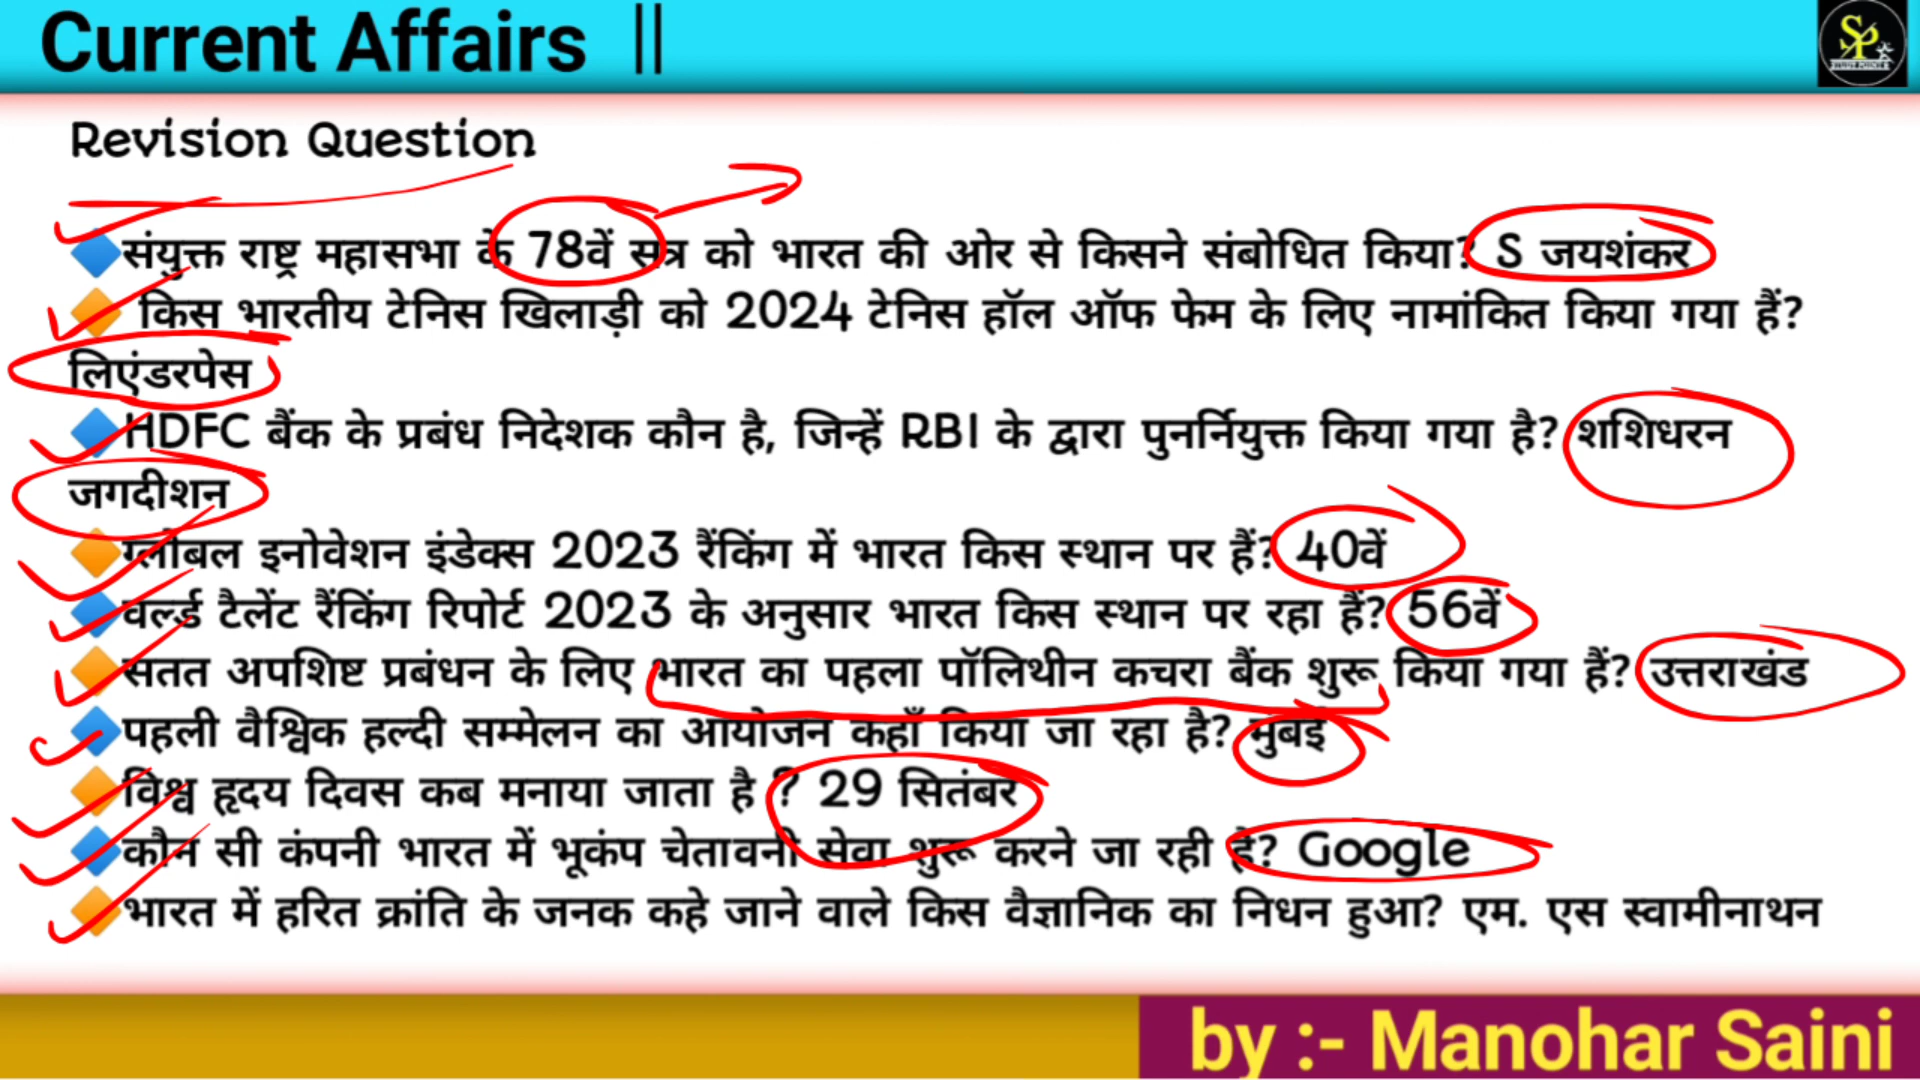 Current Affairs ||
SP
STUDY POINT
Revision Question
संयुक्त राष्ट्र महासभा के 78वें सत्र को भारत की ओर से किसने संबोधित किया? S जयशंकर
किस भारतीय टेनिस खिलाड़ी को 2024 टेनिस हॉल ऑफ फेम के लिए नामांकित किया गया हैं?
लिएंडरपेस
HDFC बैंक के प्रबंध निदेशक कौन है, जिन्हें RBI के द्वारा पुनर्नियुक्त किया गया है? शशिधरन
जगदीशन
ग्लोबल इनोवेशन इंडेक्स 2023 रैंकिंग में भारत किस स्थान पर हैं? 40वें
वर्ल्ड टैलेंट रैंकिंग रिपोर्ट 2023 के अनुसार भारत किस स्थान पर रहा हैं? 56वें
सतत अपशिष्ट प्रबंधन के लिए भारत का पहला पॉलिथीन कचरा बैंक शुरू किया गया हैं? उत्तराखंड
पहली वैश्विक हल्दी सम्मेलन का आयोजन कहाँ किया जा रहा है? मुंबई
विश्व हृदय दिवस कब मनाया जाता है ? 29 सितंबर
कौन सी कंपनी भारत में भूकंप चेतावनी सेवा शुरू करने जा रही है? Google
भारत में हरित क्रांति के जनक कहे जाने वाले किस वैज्ञानिक का निधन हुआ? एम. एस स्वामीनाथन
by :- Manohar Saini